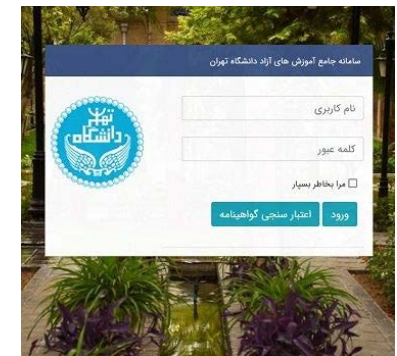 سامانه جامع آموزش های آزاد دانشگاه تهران
نام کاربری
کلمه عبور
مرا بخاطر بسپار
ورود
اعتبار سنجی گواهینامه
دانشگاه
تهران